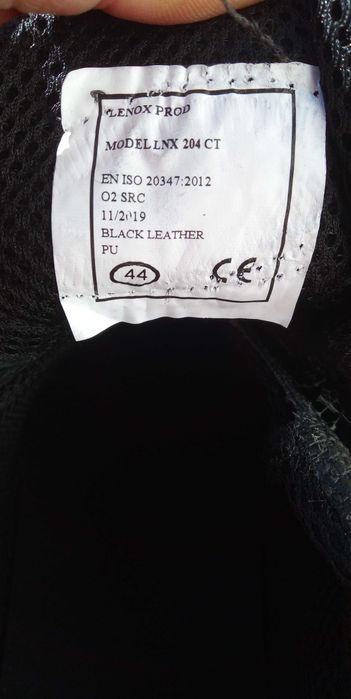 LENOX PROD
MODEL LNX 204 CT
EN ISO 20347:2012
O2 SRC
11/2019
BLACK LEATHER
PU
44 CE